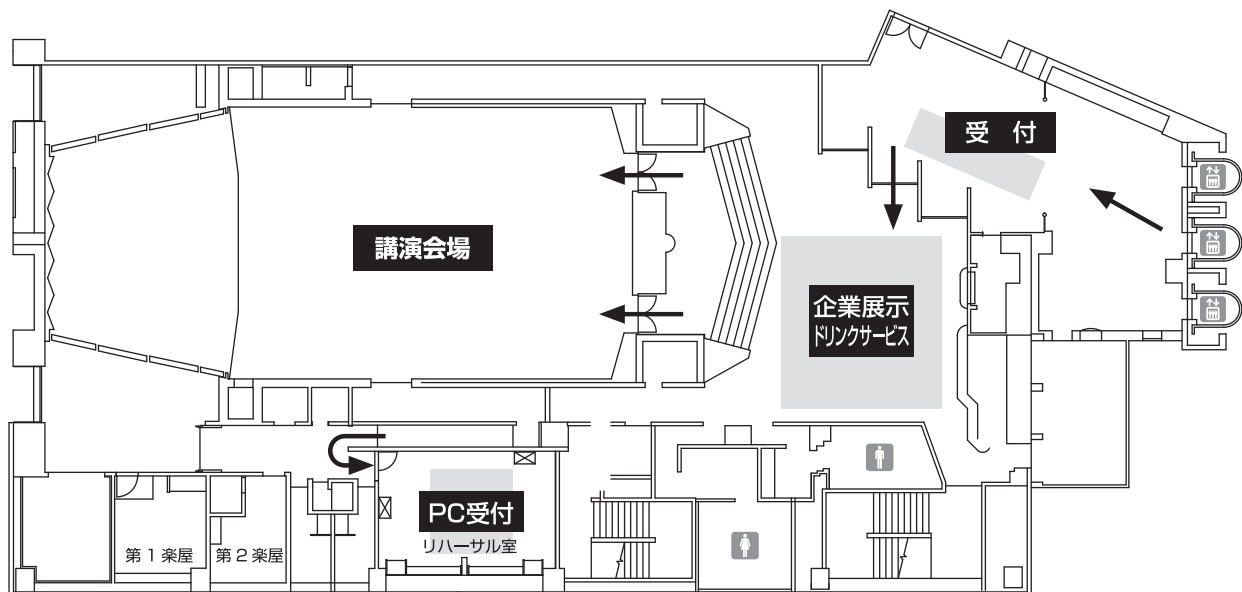 受 付
講演会場
企業展示
ドリンクサービス
PC受付
リハーサル室
第1楽屋
第2楽屋